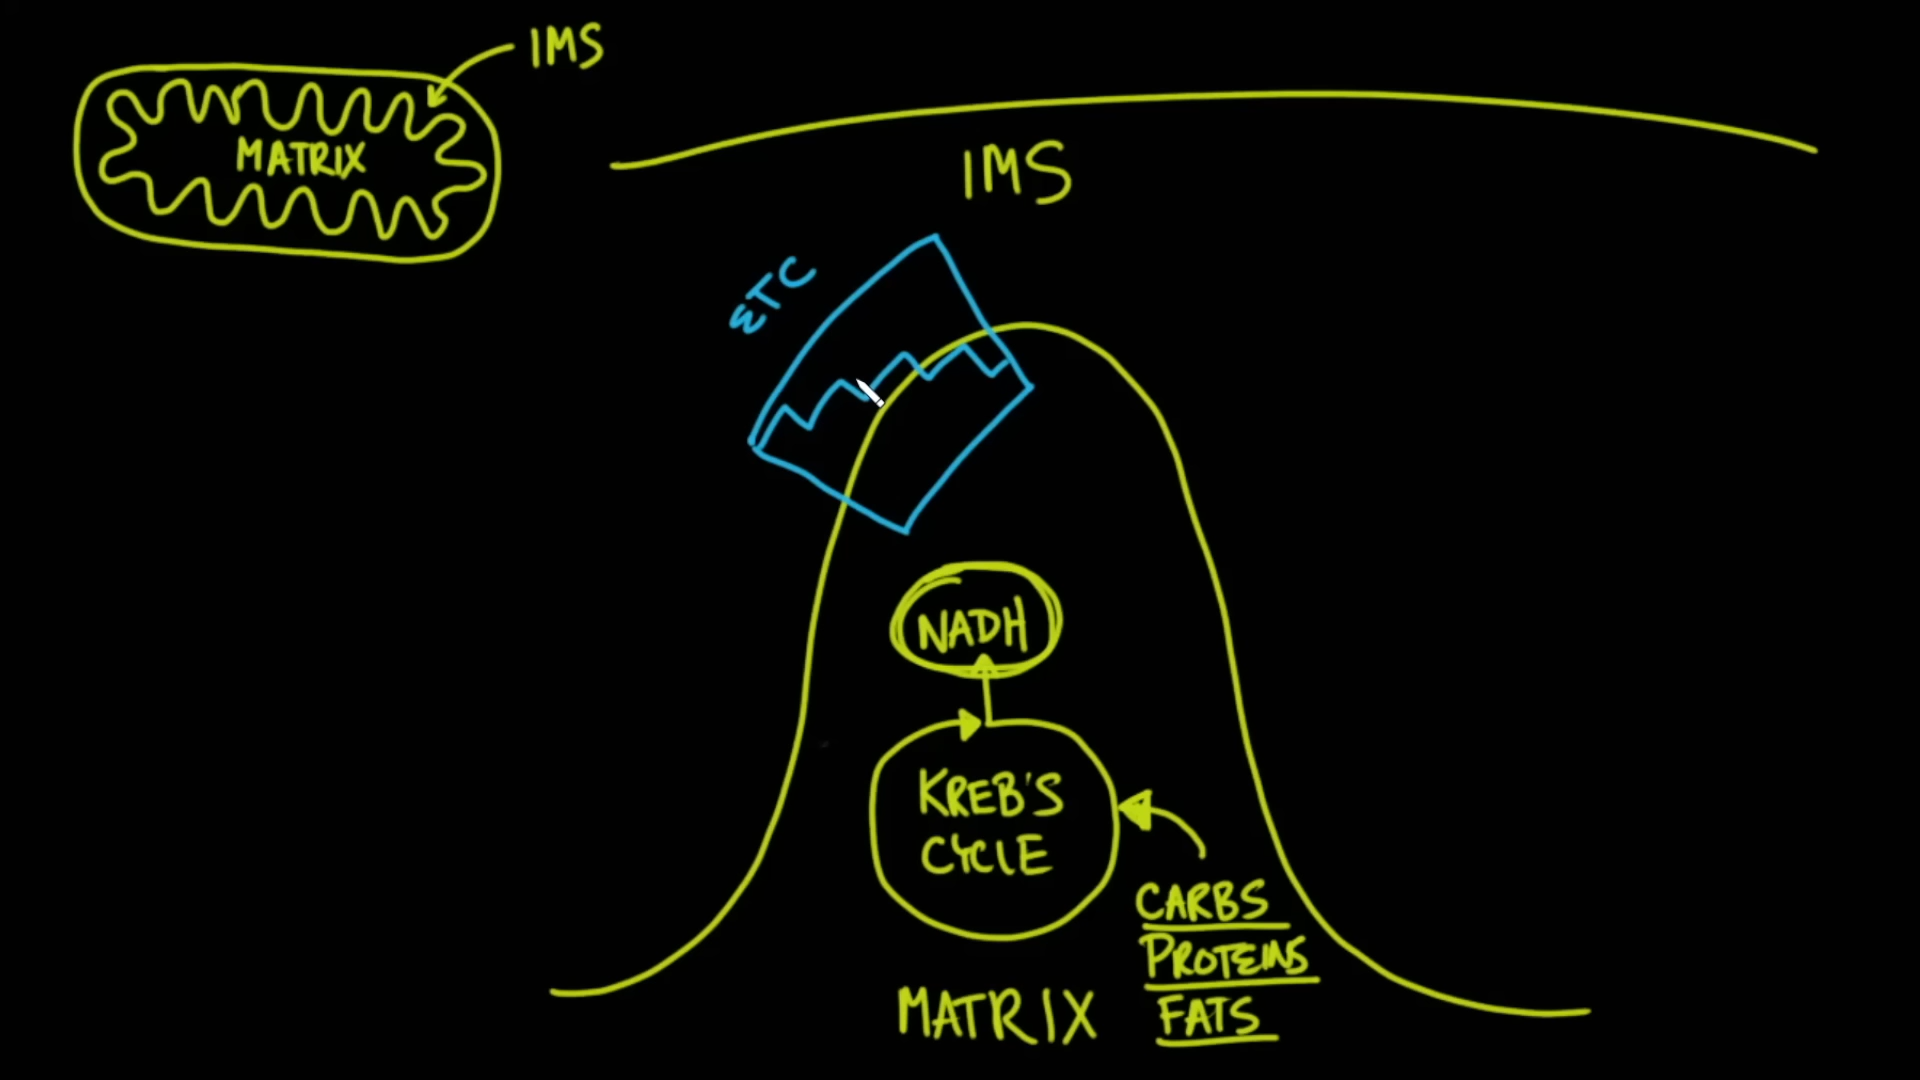 IMS
MATRIX
IMS
ETC
NADH
KREB'S
CYCLE
CARBS
PROTEINS
FATS
MATRIX